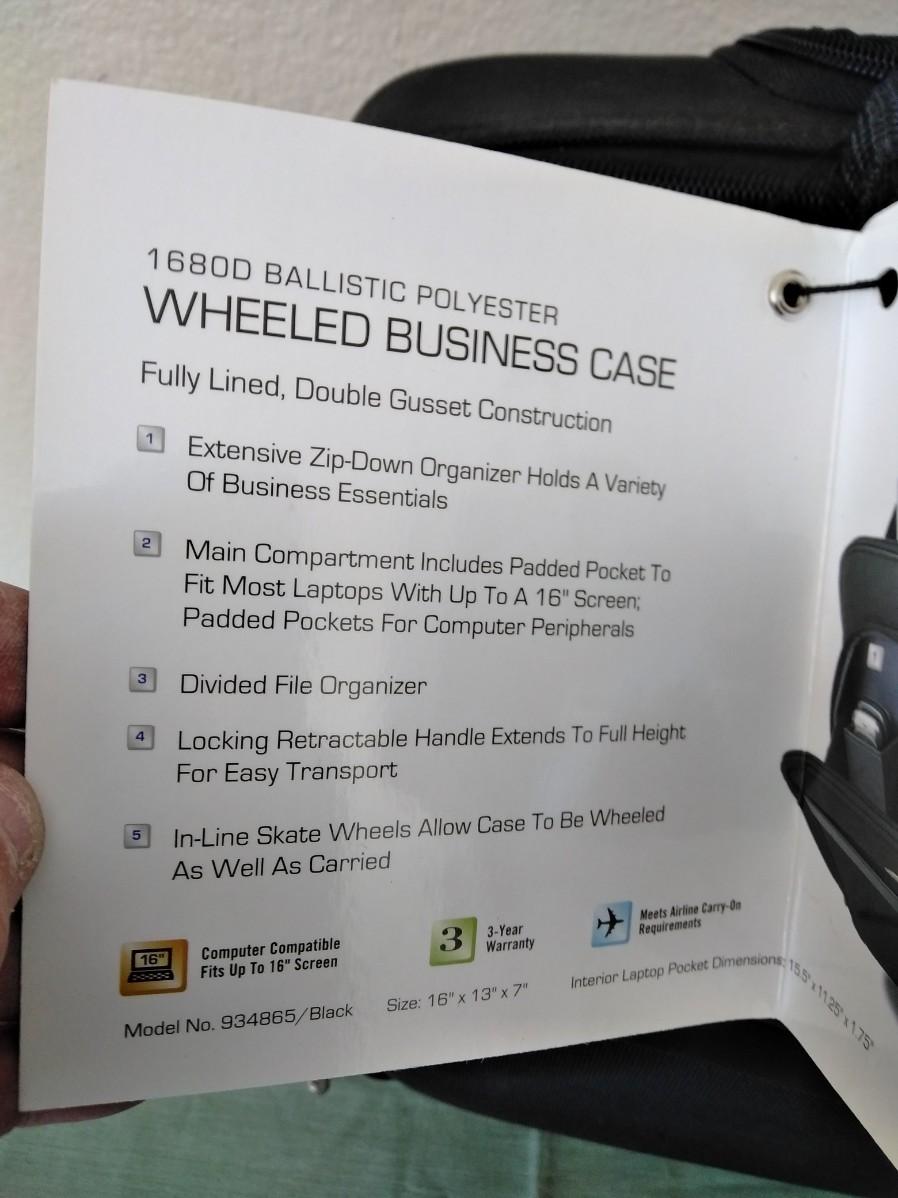 1680D BALLISTIC POLYESTER
WHEELED BUSINESS CASE
Fully Lined, Double Gusset Construction
1 Extensive Zip-Down Organizer Holds A Variety
Of Business Essentials
2 Main Compartment Includes Padded Pocket To
Fit Most Laptops With Up To A 16" Screen;
Padded Pockets For Computer Peripherals
3 Divided File Organizer
4 Locking Retractable Handle Extends To Full Height
For Easy Transport
5 In-Line Skate Wheels Allow Case To Be Wheeled
As Well As Carried
16"
Computer Compatible
Fits Up To 16" Screen
3
3-Year
Warranty
Meets Airline Carry-On
Requirements
Model No. 934865/Black
Size: 16" x 13" x 7"
Interior Laptop Pocket Dimensions: 15.5" x 11.25" x 1.75"
1